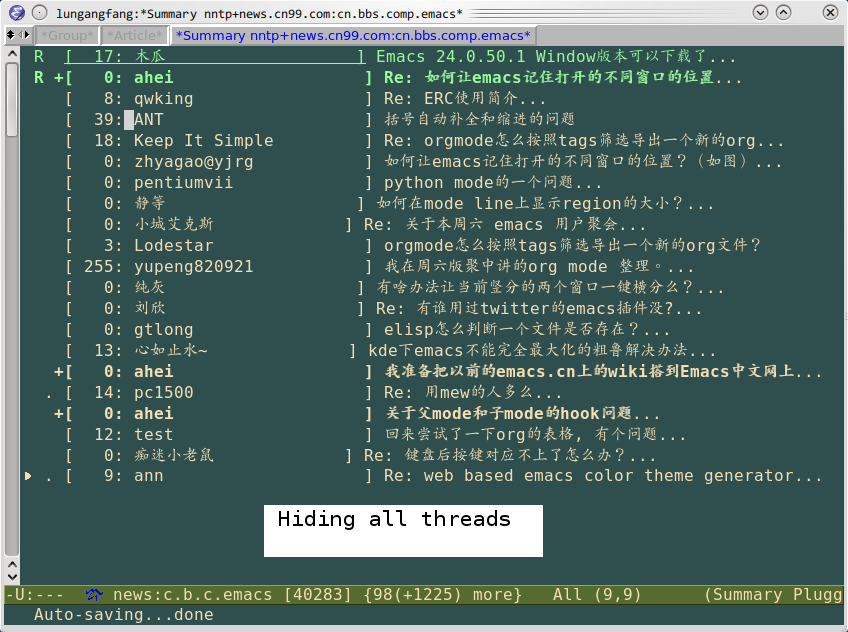 lungangfang:*Summary nntp+news.cn99.com:cn.bbs.comp.emacs*
*Group* *Article* *Summary nntp+news.cn99.com:cn.bbs.comp.emacs*
R [ 17: 木瓜 ] Emacs 24.0.50.1 Window版本可以下载了...
R +[ 0: ahei ] Re: 如何让emacs记住打开的不同窗口的位置...
[ 8: qwking ] Re: ERC使用简介...
[ 39: ANT ] 括号自动补全和缩进的问题
[ 18: Keep It Simple ] Re: orgmode怎么按照tags筛选导出一个新的org...
[ 0: zhyagao@yjrg ] 如何让emacs记住打开的不同窗口的位置？（如图）...
[ 0: pentiumvii ] python mode的一个问题...
[ 0: 静等 ] 如何在mode line上显示region的大小？...
[ 0: 小城艾克斯 ] Re: 关于本周六 emacs 用户聚会...
[ 3: Lodestar ] orgmode怎么按照tags筛选导出一个新的org文件？
[ 255: yupeng820921 ] 我在周六版聚中讲的org mode 整理。...
[ 0: 纯灰 ] 有啥办法让当前竖分的两个窗口一键横分么？...
[ 0: 刘欣 ] Re: 有谁用过twitter的emacs插件没?...
[ 0: gtlong ] elisp怎么判断一个文件是否存在？...
[ 13: 心如止水~ ] kde下emacs不能完全最大化的粗鲁解决办法...
+[ 0: ahei ] 我准备把以前的emacs.cn上的wiki搭到Emacs中文网上...
. [ 14: pc1500 ] Re: 用mew的人多么...
+[ 0: ahei ] 关于父mode和子mode的hook问题...
[ 12: test ] 回来尝试了一下org的表格, 有个问题...
[ 0: 痴迷小老鼠 ] Re: 键盘后按键对应不上了怎么办？...
. [ 9: ann ] Re: web based emacs color theme generator...
Hiding all threads
-U:--- news:c.b.c.emacs [40283] {98(+1225) more} All (9,9) (Summary Plugg
Auto-saving...done